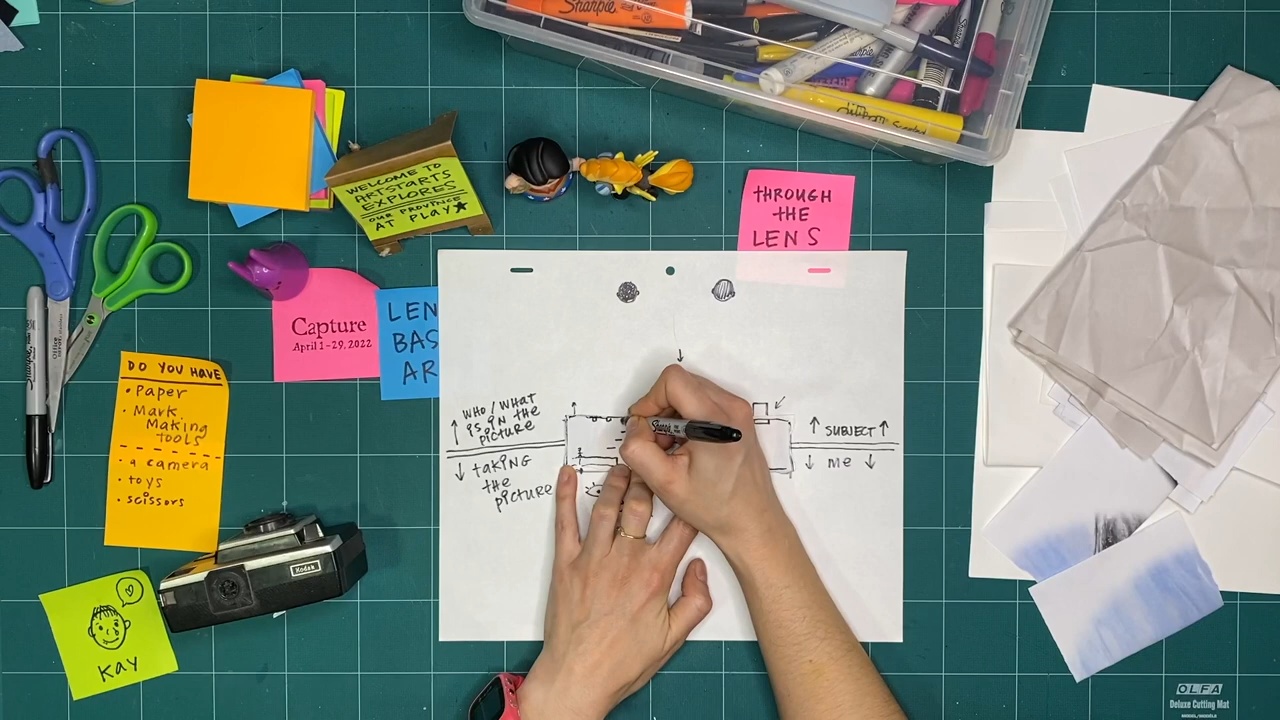 Sharpie
WELCOME TO
ARTSTARTS
EXPLORES
OUR PROVINCE
AT PLAY
THROUGH
THE
LENS
Capture
April 1-29, 2022
LEN
BAS
AR
DO YOU HAVE
• Paper
• Mark
Making
tools
• a camera
• toys
• scissors
WHO/WHAT
is in the
picture
taking
the
picture
Sharpie
SUBJECT
me
Kodak
KAY
OLFA
Deluxe Cutting Mat